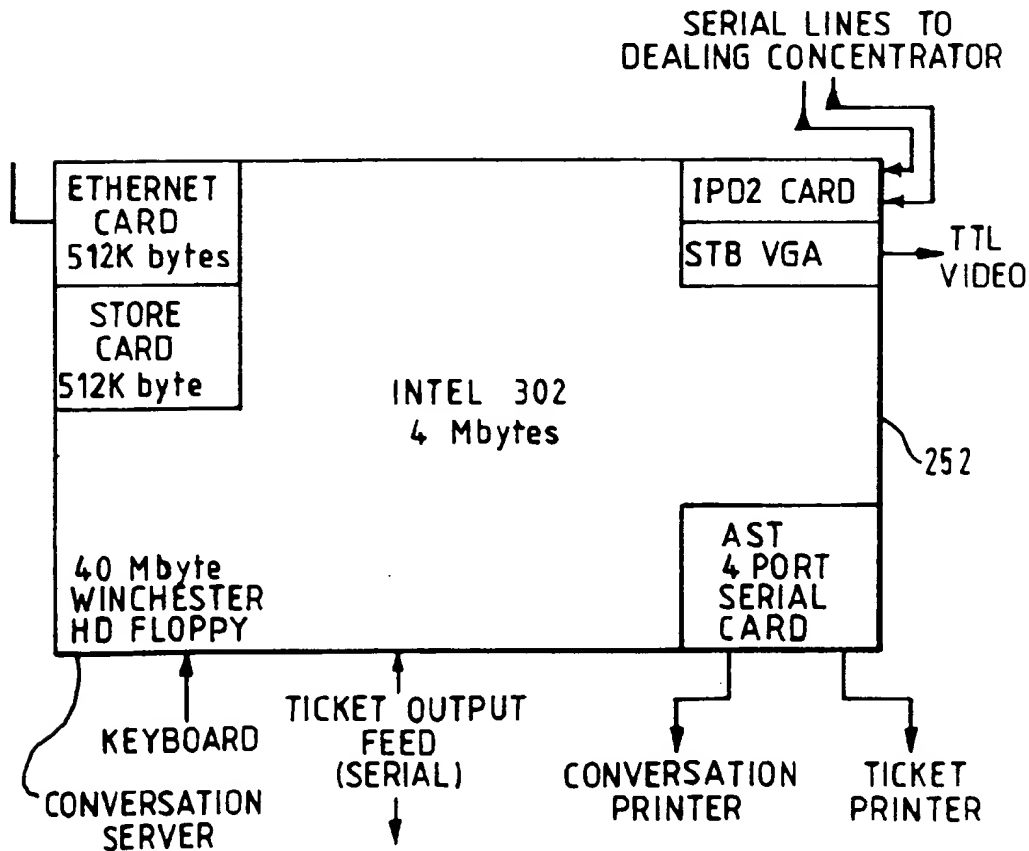 SERIAL LINES TO
DEALING CONCENTRATOR
ETHERNET
CARD
512K bytes
IPD2 CARD
STB VGA
TTL
VIDEO
STORE
CARD
512K byte
INTEL 302
4 Mbytes
252
40 Mbyte
WINCHESTER
HD FLOPPY
AST
4 PORT
SERIAL
CARD
KEYBOARD
TICKET OUTPUT
FEED
(SERIAL)
CONVERSATION
SERVER
CONVERSATION
PRINTER
TICKET
PRINTER